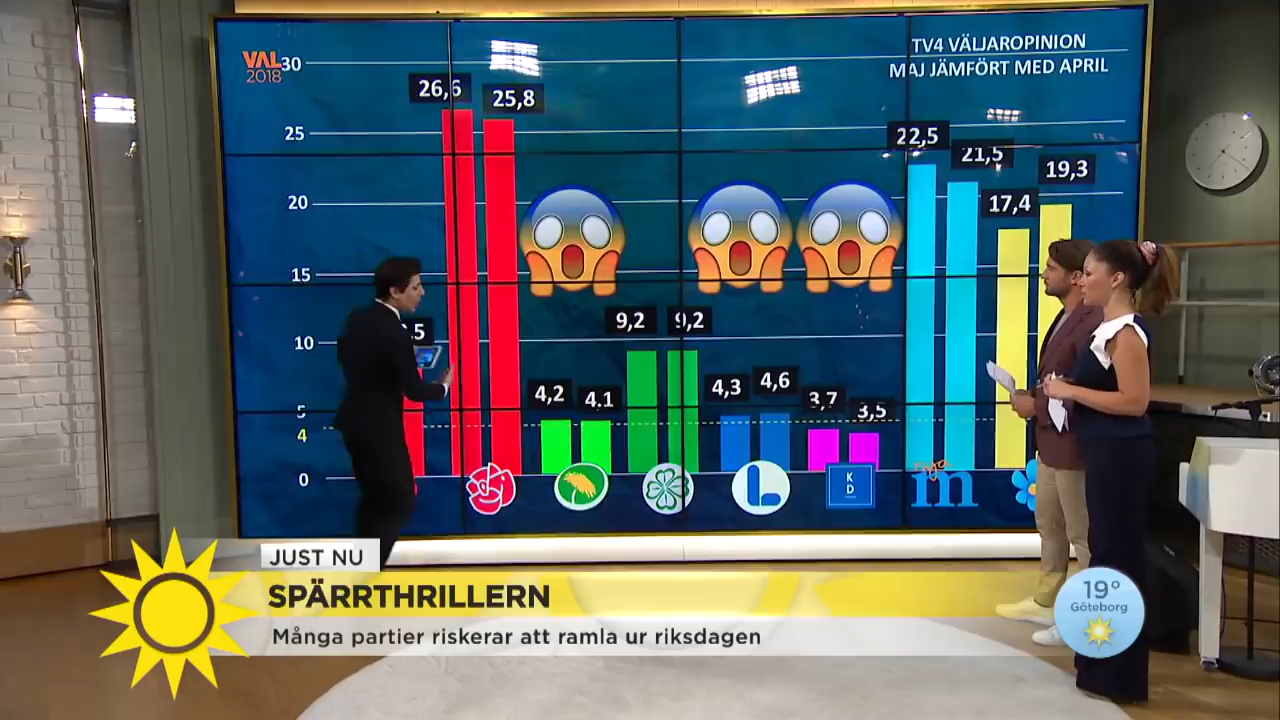 VAL
2018
TV4 VÄLJAROPINION
MAJ JÄMFÖRT MED APRIL
30
25
20
15
10
5
4
0
5
26,6
25,8
4,2
4,1
9,2
9,2
4,3
4,6
3,7
3,5
22,5
21,5
17,4
19,3
L
K
D
nya
m
JUST NU
SPÄRRTHRILLERN
Många partier riskerar att ramla ur riksdagen
19°
Göteborg